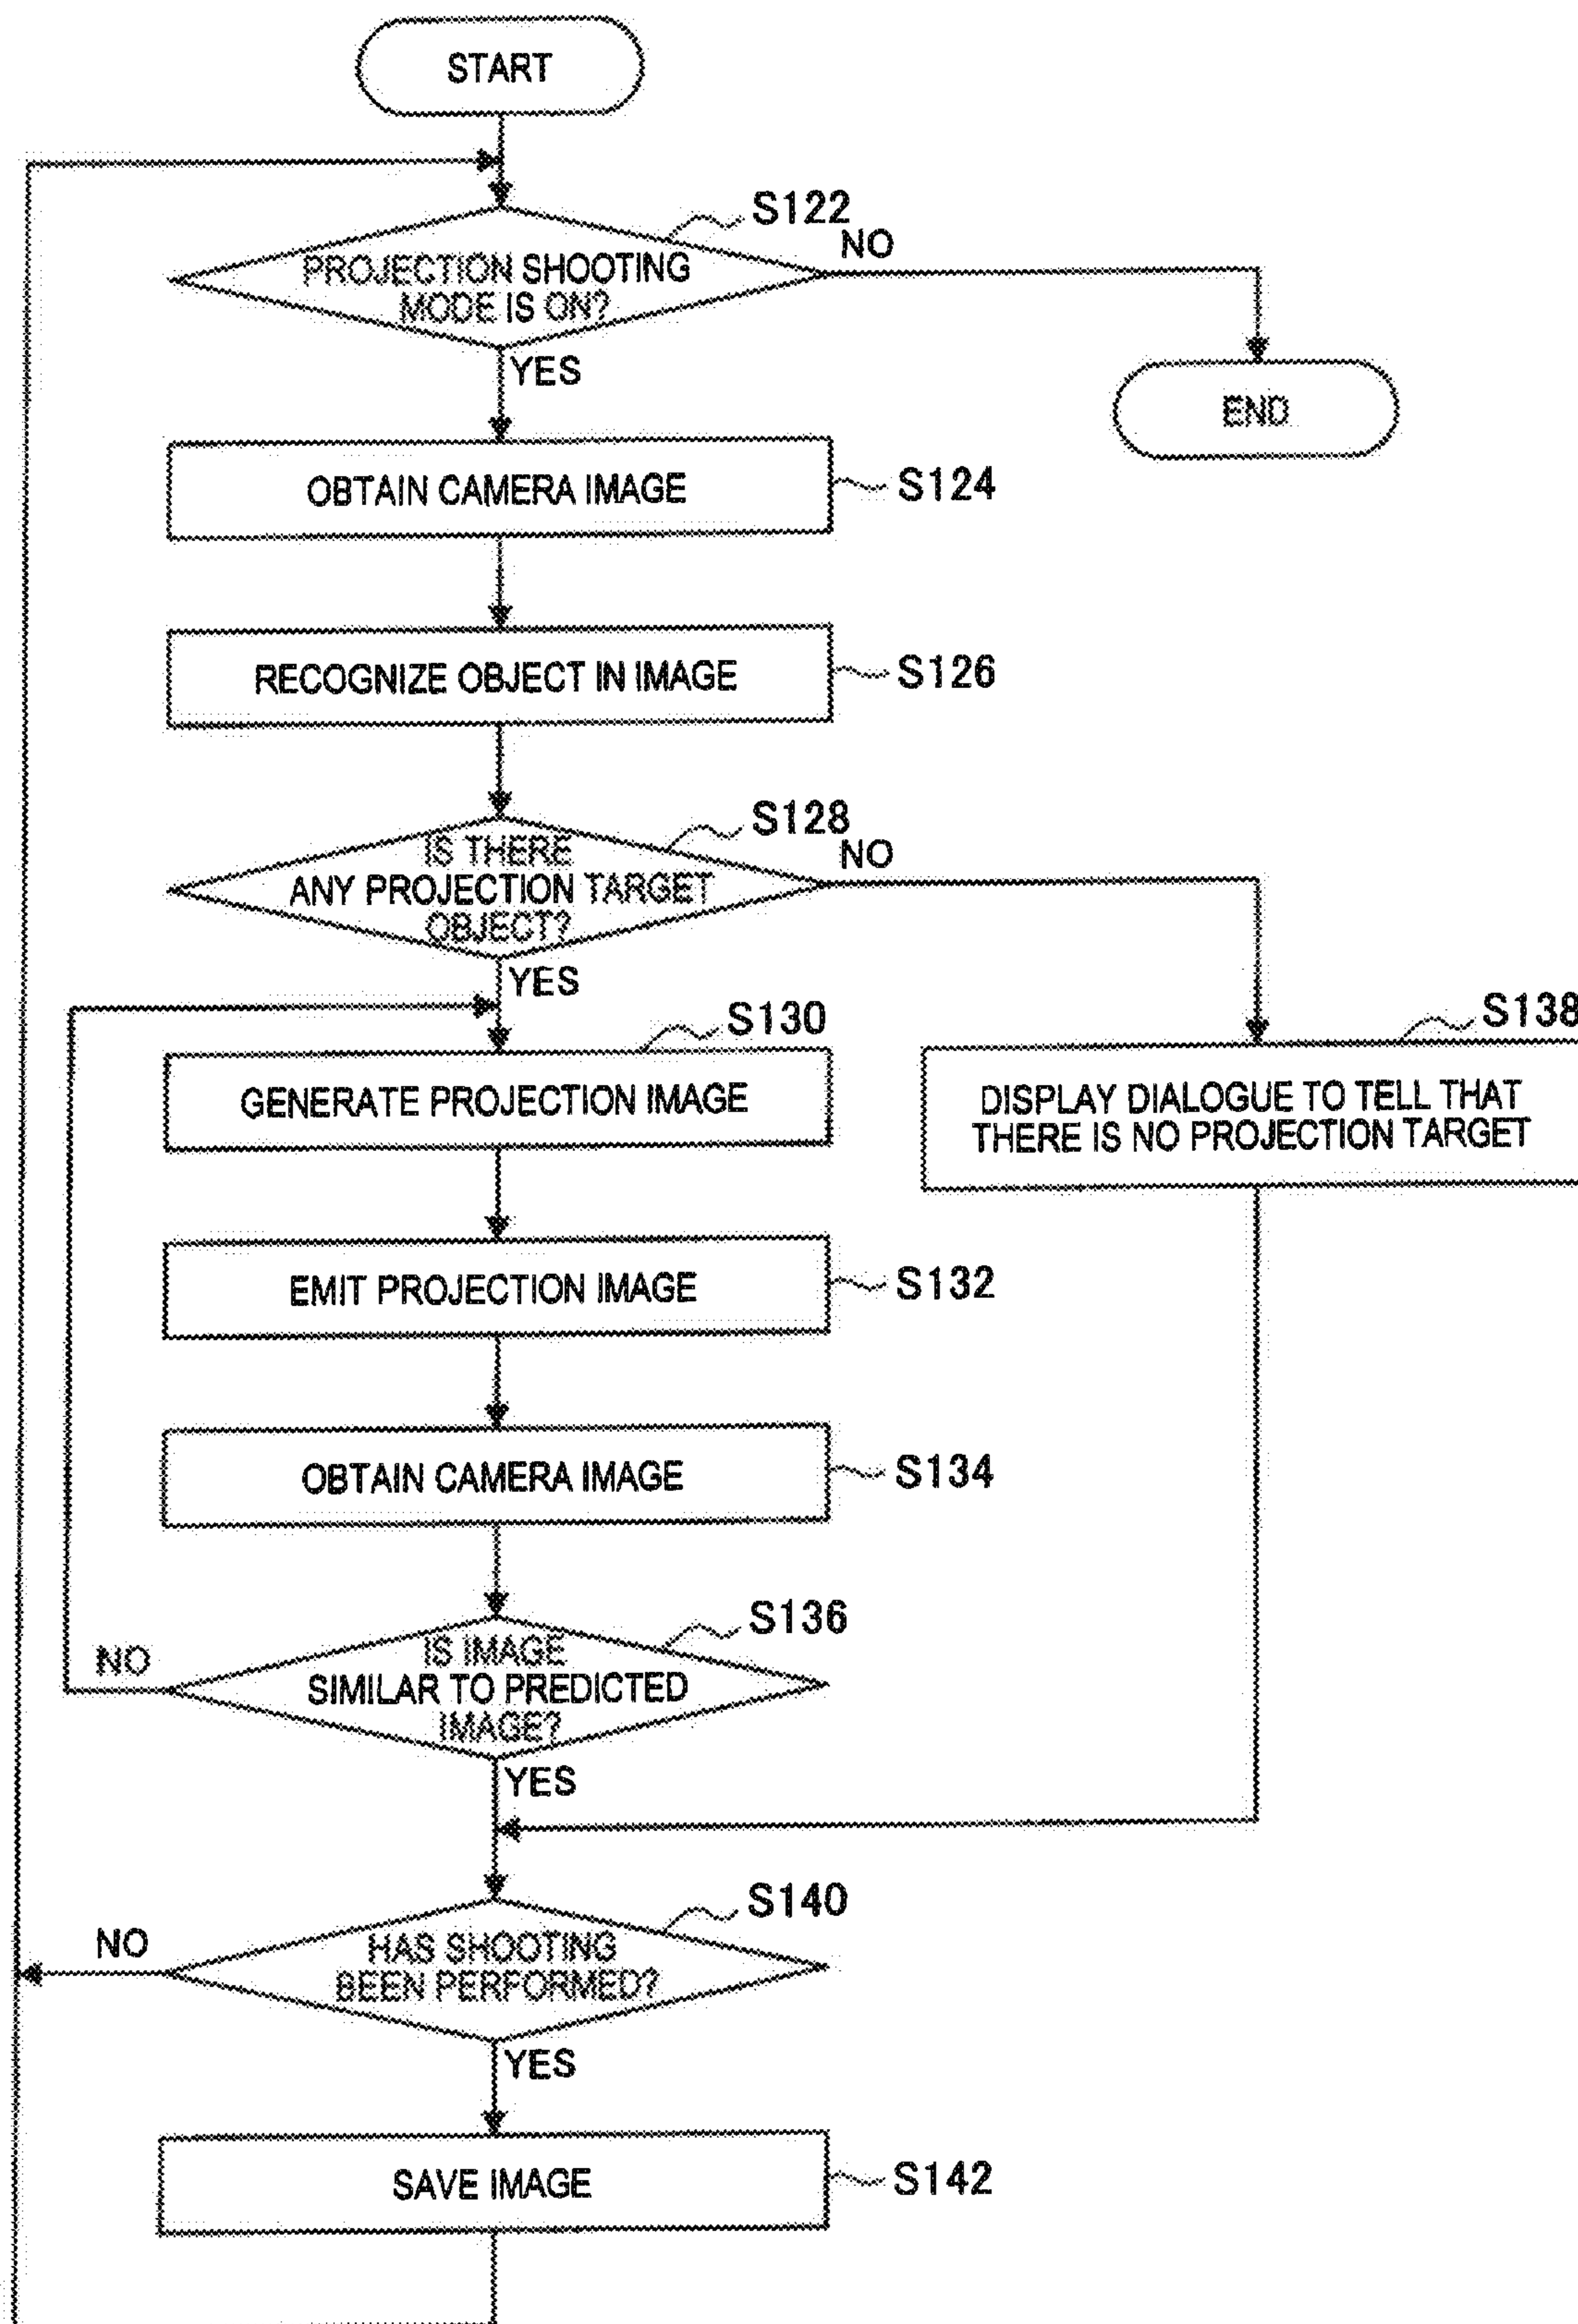 START
S122
NO
PROJECTION SHOOTING
MODE IS ON?
YES
END
OBTAIN CAMERA IMAGE
S124
RECOGNIZE OBJECT IN IMAGE
S126
S128
NO
IS THERE
ANY PROJECTION TARGET
OBJECT?
YES
S130
GENERATE PROJECTION IMAGE
S138
DISPLAY DIALOGUE TO TELL THAT
THERE IS NO PROJECTION TARGET
EMIT PROJECTION IMAGE
S132
OBTAIN CAMERA IMAGE
S134
S136
NO
IS IMAGE
SIMILAR TO PREDICTED
IMAGE?
YES
S140
NO
HAS SHOOTING
BEEN PERFORMED?
YES
SAVE IMAGE
S142